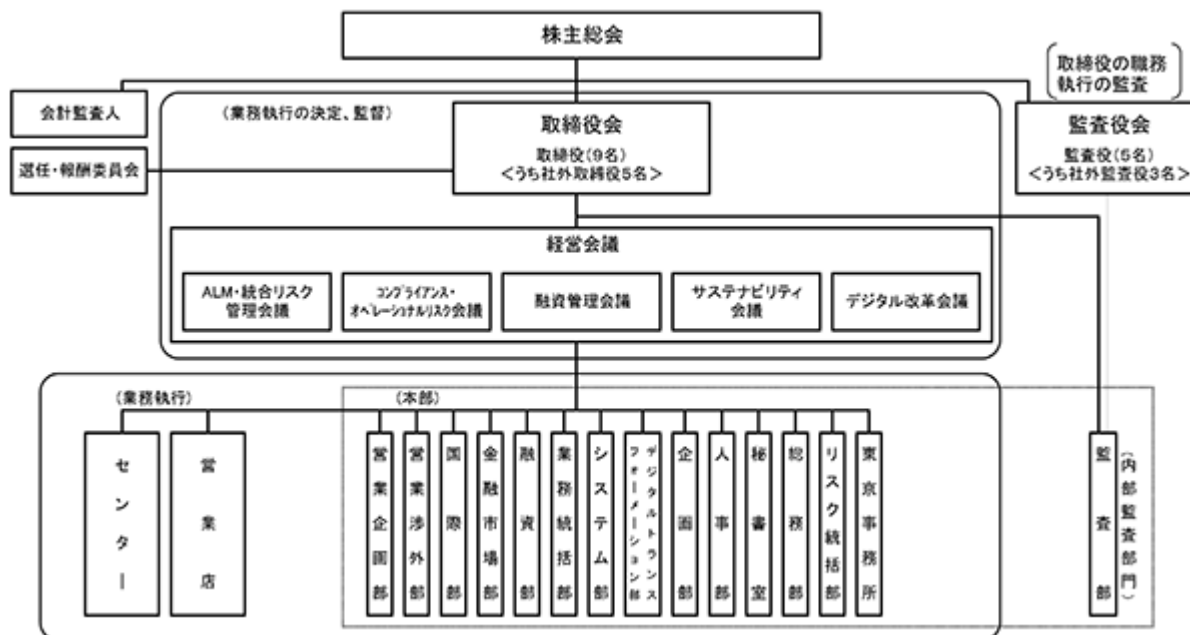 株主総会
取締役の職務
執行の監査
会計監査人
(業務執行の決定、監督)
取締役会
取締役(9名)
<うち社外取締役5名>
監査役会
監査役(5名)
<うち社外監査役3名>
選任・報酬委員会
経営会議
ALM・統合リスク
管理会議
コンプライアンス・
オペレーショナルリスク会議
融資管理会議
サステナビリティ
会議
デジタル改革会議
(業務執行)
(本部)
センター
営業店
営業企画部
営業渉外部
国際部
金融市場部
融資部
業務統括部
システム部
デジタルトランス
フォーメーション部
企画部
人事部
秘書室
総務部
リスク統括部
東京事務所
監査部
(内部監査部門)